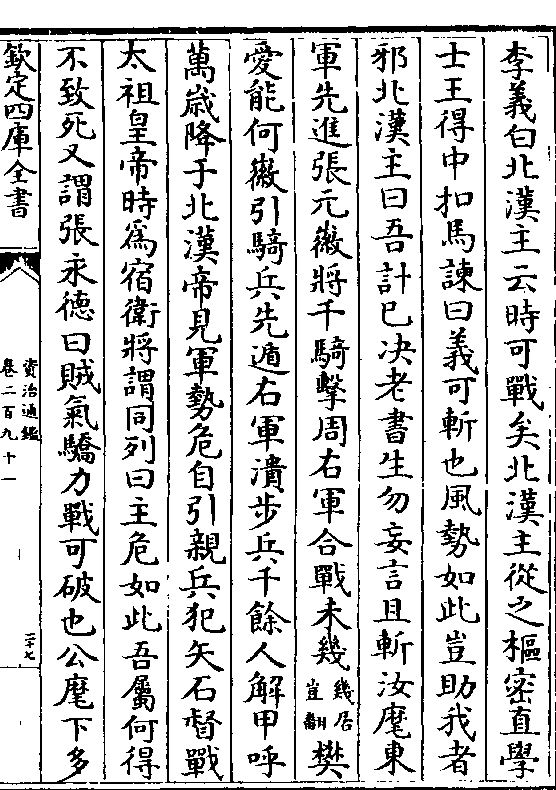 李義白北漢主云時可戰矣北漢主從之樞密直學
士王得中扣馬諫曰義可斬也風勢如此豈助我者
邪北漢主曰吾計已決老書生勿妄言且斬汝麾東
軍先進張元徽將千騎擊周右軍合戰未幾幾居豈翻樊
愛能何徽引騎兵先遁右軍潰步兵千餘人解甲呼
萬歲降于北漢帝見軍勢危自引親兵犯矢石督戰
太祖皇帝時爲宿衛將謂同列曰主危如此吾屬何得
不致死又謂張永德曰賊氣驕力戰可破也公麾下多
欽定四庫全書
資治通鑑
卷二百九十一
二十七